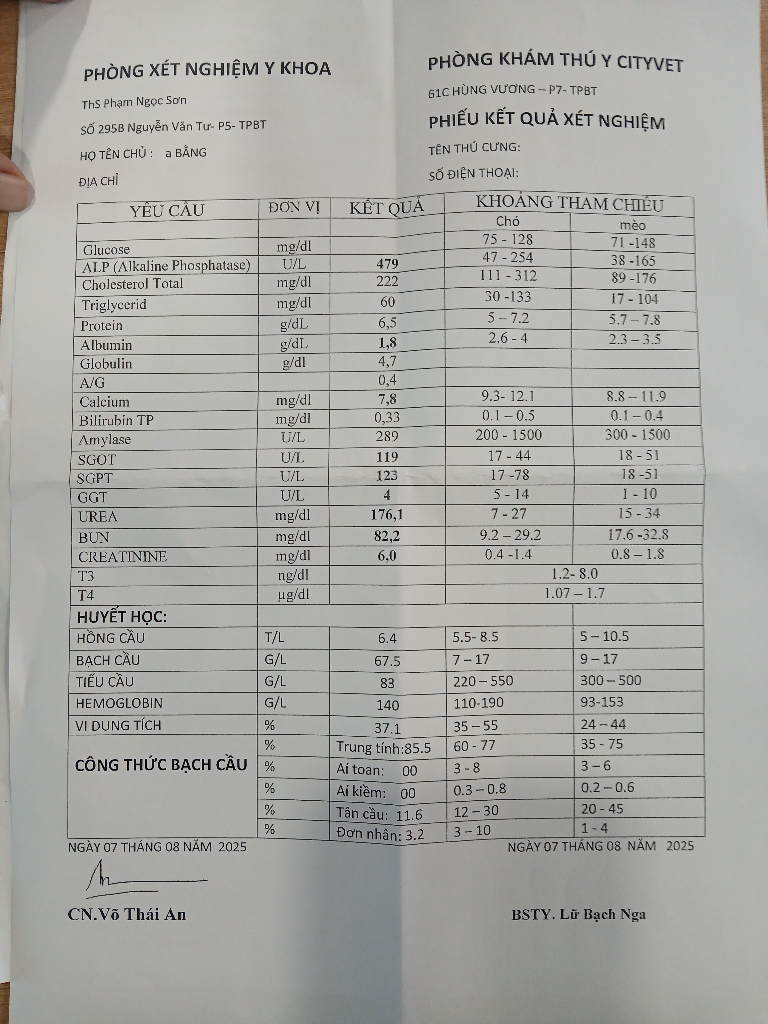 PHÒNG XÉT NGHIỆM Y KHOA
ThS Phạm Ngọc Sơn
SỐ 295B Nguyễn Văn Tư- P5- TPBT
HỌ TÊN CHỦ : a BẰNG
ĐỊA CHỈ
PHÒNG KHÁM THÚ Y CITYVET
61C HÙNG VƯƠNG – P7- TPBT
PHIẾU KẾT QUẢ XÉT NGHIỆM
TÊN THÚ CƯNG:
SỐ ĐIỆN THOẠI:
YÊU CẦU ĐƠN VỊ KẾT QUẢ KHOẢNG THAM CHIẾU
Chó mèo
Glucose mg/dl 75 - 128 71 -148
ALP (Alkaline Phosphatase) U/L 479 47 - 254 38 -165
Cholesterol Total mg/dl 222 111 - 312 89 -176
Triglycerid mg/dl 60 30 -133 17 - 104
Protein g/dL 6,5 5 – 7.2 5.7 – 7.8
Albumin g/dL 1,8 2.6 - 4 2.3 – 3.5
Globulin g/dl 4,7
A/G 0,4
Calcium mg/dl 7,8 9.3- 12.1 8.8 – 11.9
Bilirubin TP mg/dl 0,33 0.1 – 0.5 0.1 – 0.4
Amylase U/L 289 200 - 1500 300 - 1500
SGOT U/L 119 17 - 44 18 - 51
SGPT U/L 123 17 -78 18 -51
GGT U/L 4 5 - 14 1 - 10
UREA mg/dl 176,1 7 - 27 15 - 34
BUN mg/dl 82,2 9.2 – 29.2 17.6 -32.8
CREATININE mg/dl 6,0 0.4 -1.4 0.8 – 1.8
T3 ng/dl 1.2- 8.0
T4 µg/dl 1.07 – 1.7
HUYẾT HỌC:
HỒNG CẦU T/L 6.4 5.5- 8.5 5 – 10.5
BẠCH CẦU G/L 67.5 7 – 17 9 – 17
TIỂU CẦU G/L 83 220 – 550 300 – 500
HEMOGLOBIN G/L 140 110-190 93-153
VI DUNG TÍCH % 37.1 35 – 55 24 – 44
CÔNG THỨC BẠCH CẦU % Trung tính:85.5 60 - 77 35 - 75
% Aí toan: 00 3 - 8 3 – 6
% Aí kiềm: 00 0.3 – 0.8 0.2 – 0.6
% Tân cầu: 11.6 12 – 30 20 - 45
% Đơn nhân: 3.2 3 – 10 1 - 4
NGÀY 07 THÁNG 08 NĂM 2025 NGÀY 07 THÁNG 08 NĂM 2025
CN.Võ Thái An BSTY. Lữ Bạch Nga